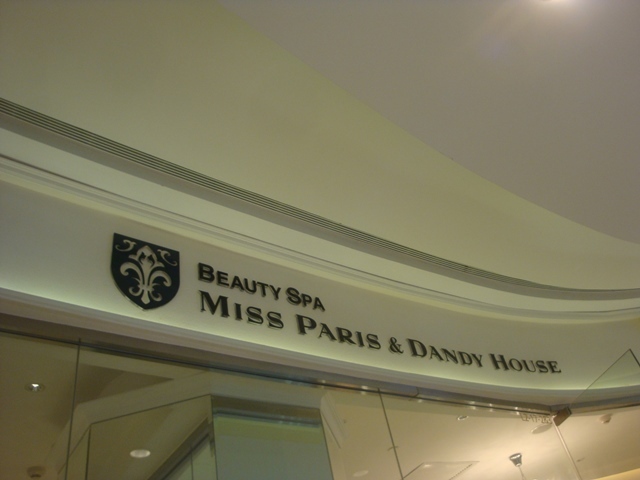 BEAUTY SPA
MISS PARIS & DANDY HOUSE